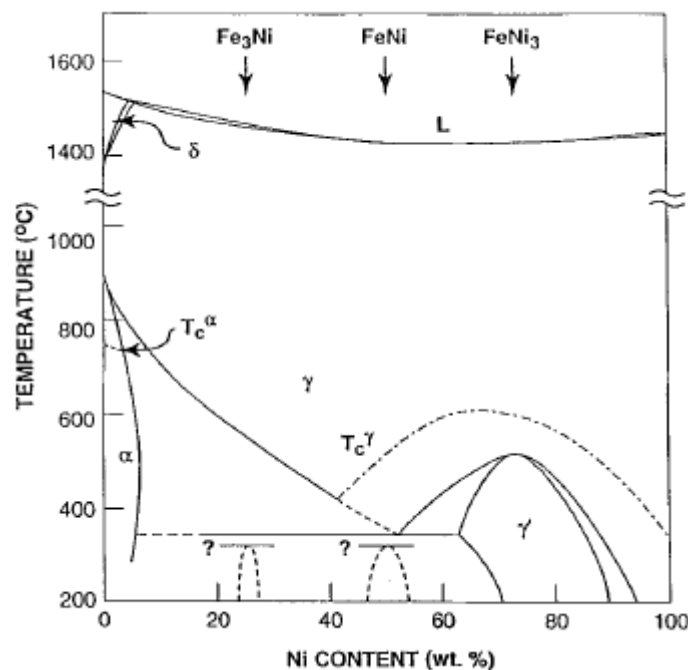 Fe₃Ni FeNi FeNi₃
1600
L
δ
1400
1000
TEMPERATURE (°C)
800
Tcᵅ
γ
600
Tcᵞ
α
400
γ'
? ?
200
0 20 40 60 80 100
Ni CONTENT (wt. %)